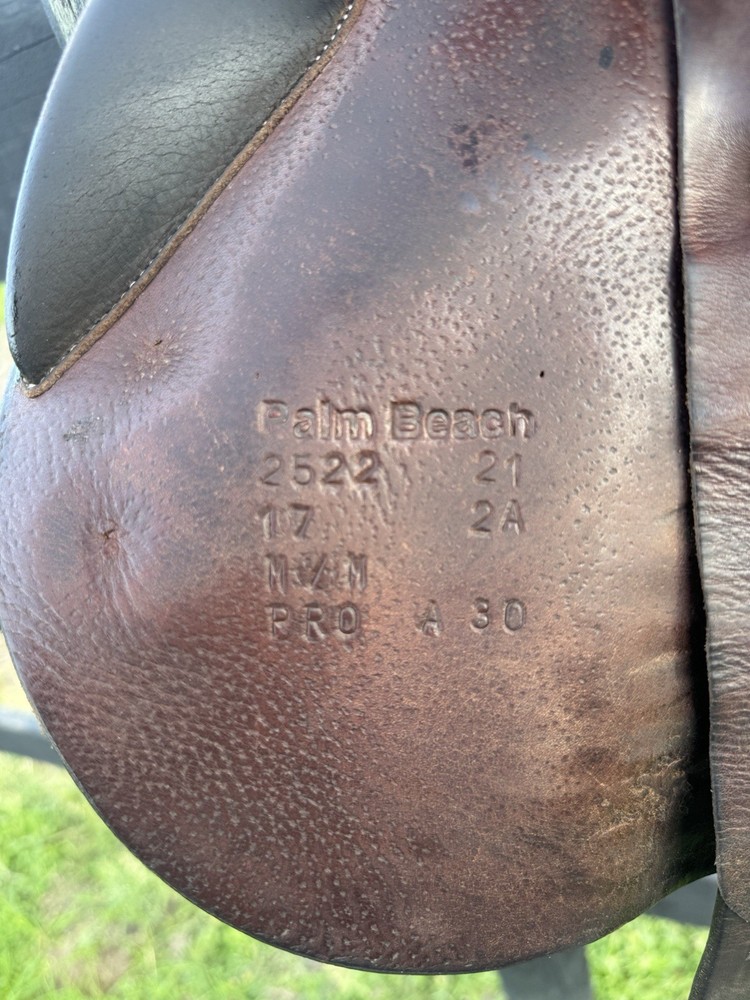 Palm Beach
2522 21
17 2A
M/M
PRO A 30